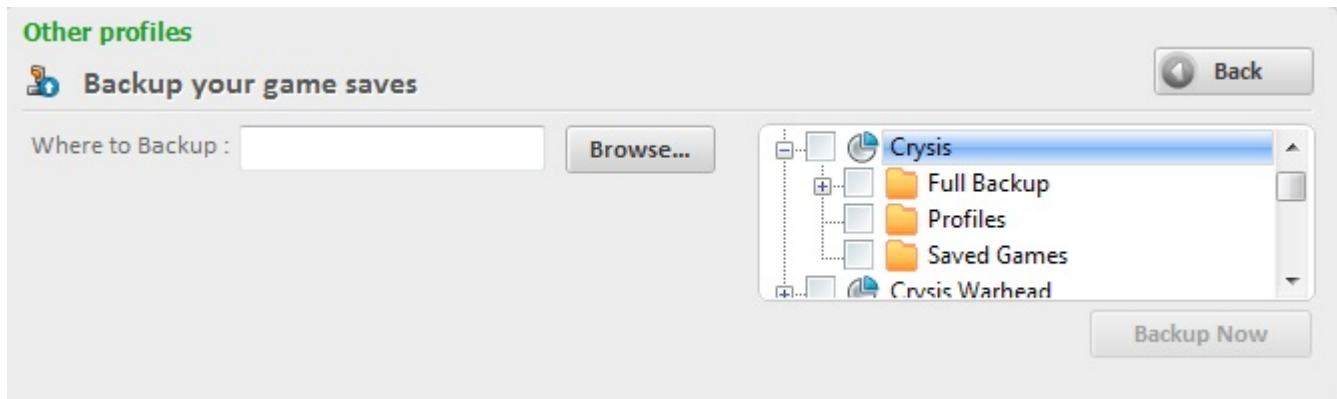 Other profiles
Backup your game saves
Back
Where to Backup :
Browse...
Crysis
Full Backup
Profiles
Saved Games
Crysis Warhead
Backup Now